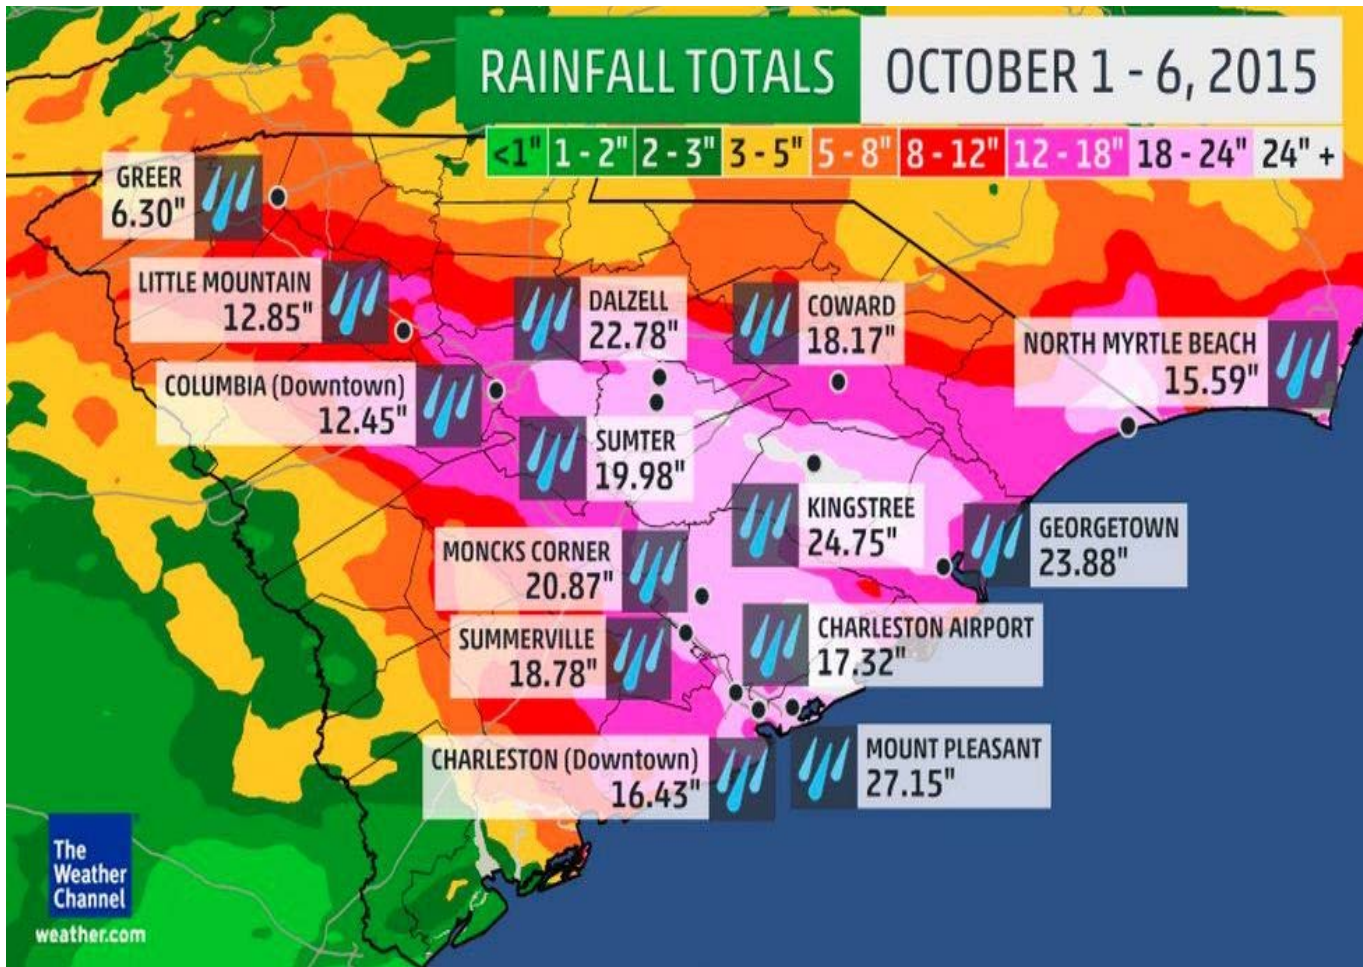 RAINFALL TOTALS OCTOBER 1 - 6, 2015
<1" 1 - 2" 2 - 3" 3 - 5" 5 - 8" 8 - 12" 12 - 18" 18 - 24" 24" +
GREER
6.30"
LITTLE MOUNTAIN
12.85"
DALZELL
22.78"
COWARD
18.17"
NORTH MYRTLE BEACH
15.59"
COLUMBIA (Downtown)
12.45"
SUMTER
19.98"
KINGSTREE
24.75"
GEORGETOWN
23.88"
MONCKS CORNER
20.87"
SUMMERVILLE
18.78"
CHARLESTON AIRPORT
17.32"
CHARLESTON (Downtown)
16.43"
MOUNT PLEASANT
27.15"
The
Weather
Channel
weather.com